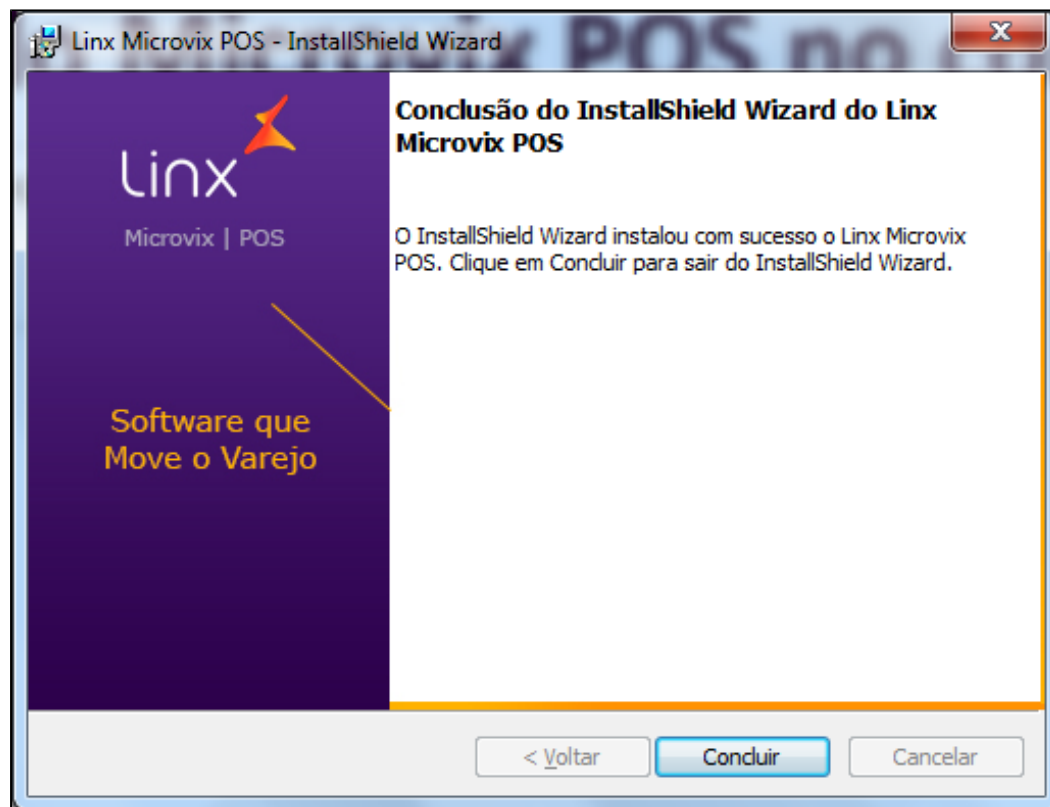 Linx Microvix POS - InstallShield Wizard
Linx
Microvix | POS
Software que
Move o Varejo
Conclusão do InstallShield Wizard do Linx
Microvix POS
O InstallShield Wizard instalou com sucesso o Linx Microvix
POS. Clique em Concluir para sair do InstallShield Wizard.
< Voltar
Concluir
Cancelar